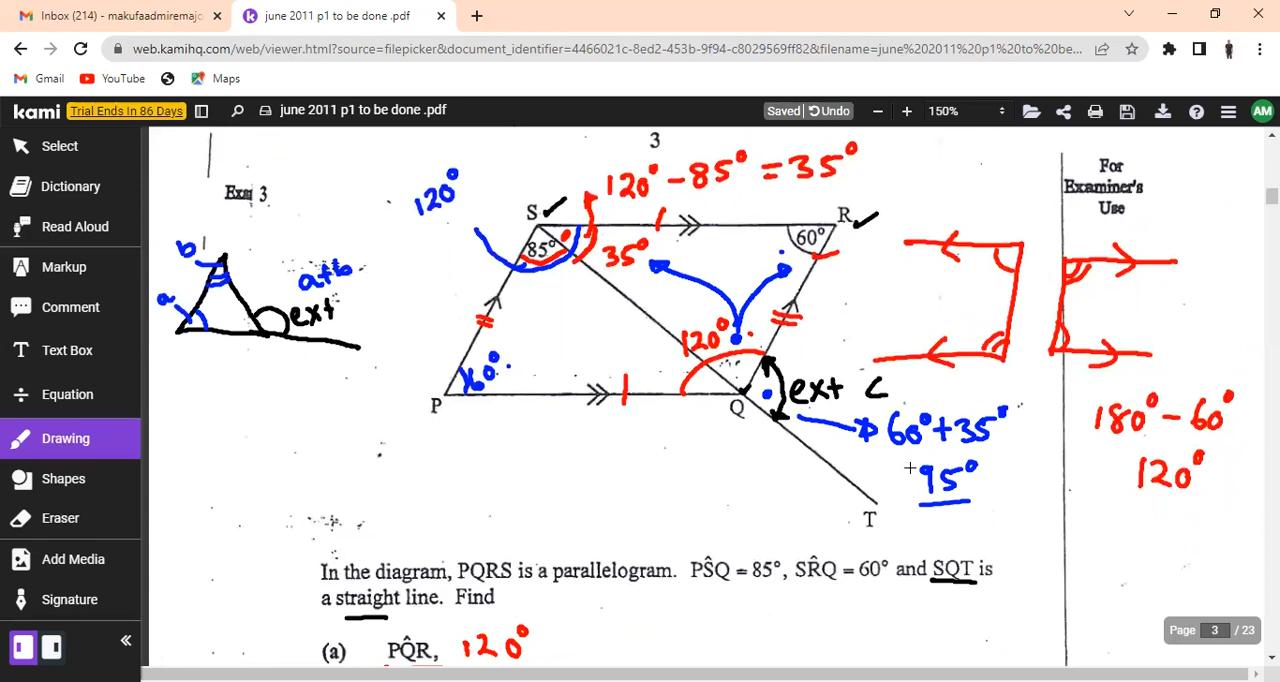 Inbox (214) - makufaadmiremajo
june 2011 p1 to be done .pdf
web.kamihq.com/web/viewer.html?source=filepicker&document_identifier=4466021c-8ed2-453b-9f94-c8029569ff82&filename=june%202011%20p1%20to%20be...
Gmail
YouTube
Maps
kami
Trial Ends In 86 Days
june 2011 p1 to be done .pdf
Saved
Undo
150%
AM
Select
Dictionary
Read Aloud
Markup
Comment
Text Box
Equation
Drawing
Shapes
Eraser
Add Media
Signature
3
For
Examiner's
Use
120° - 85° = 35°
120°
S
R
85°
35°
60°
b
a+b
a
ext
120°
60°
P
Q
ext <
60° + 35°
95°
T
180° - 60°
120°
In the diagram, PQRS is a parallelogram. PŜQ = 85°, SR̂Q = 60° and SQT is
a straight line. Find
(a) PQ̂R, 120°
Page 3 / 23